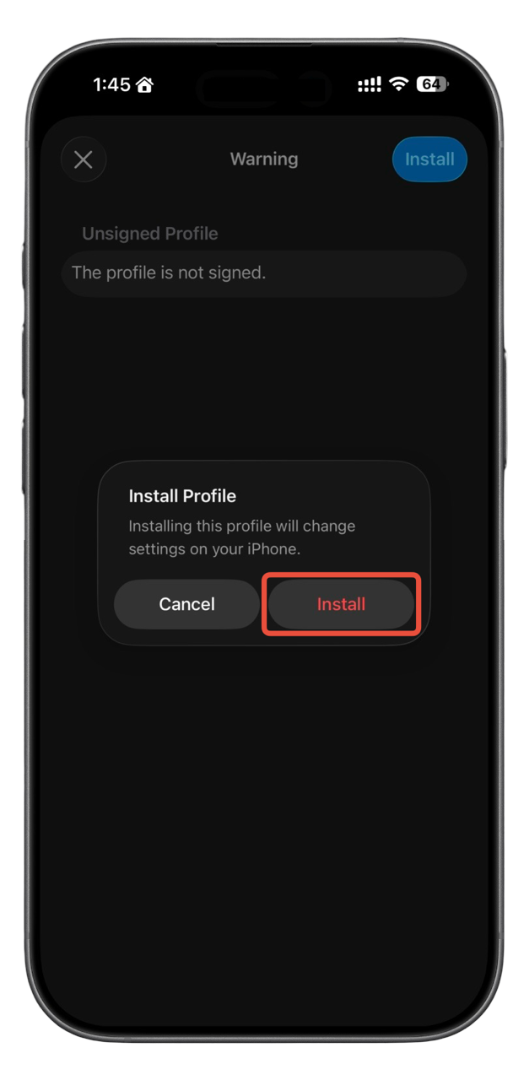 1:45
64
Warning
Install
Unsigned Profile
The profile is not signed.
Install Profile
Installing this profile will change
settings on your iPhone.
Cancel
Install